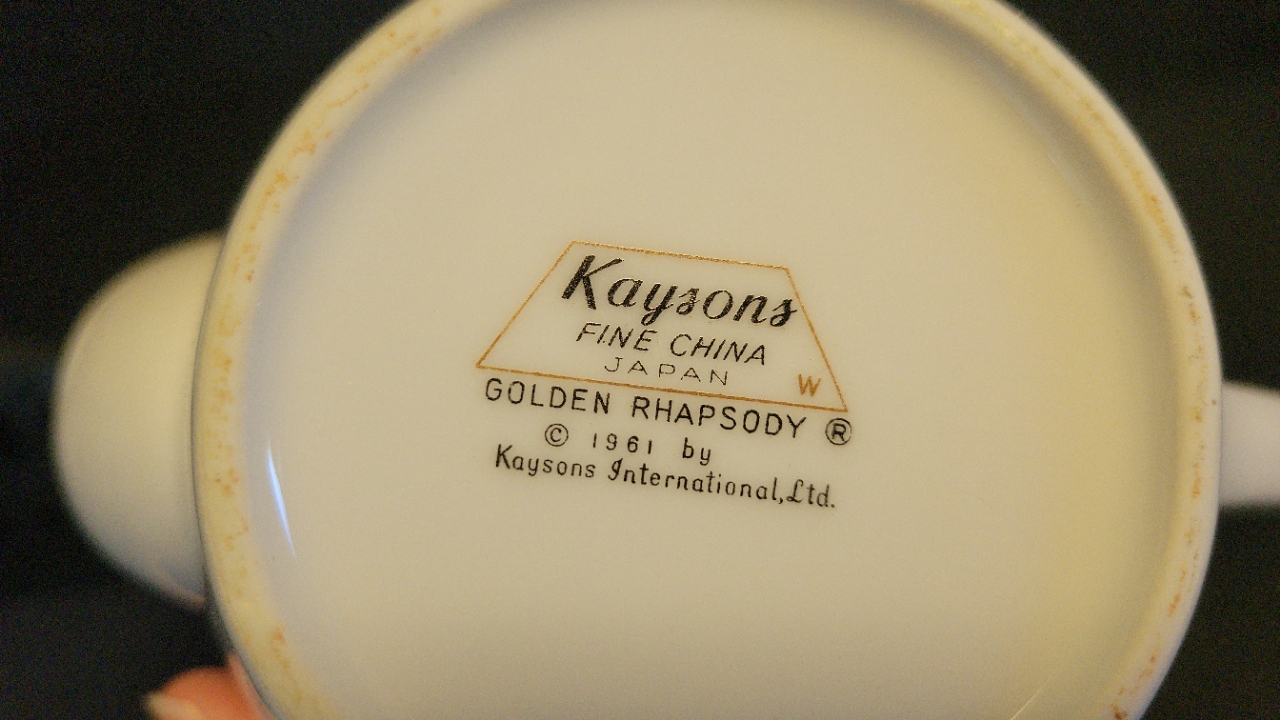 Kaysons
FINE CHINA
JAPAN
W
GOLDEN RHAPSODY ®
© 1961 by
Kaysons International, Ltd.